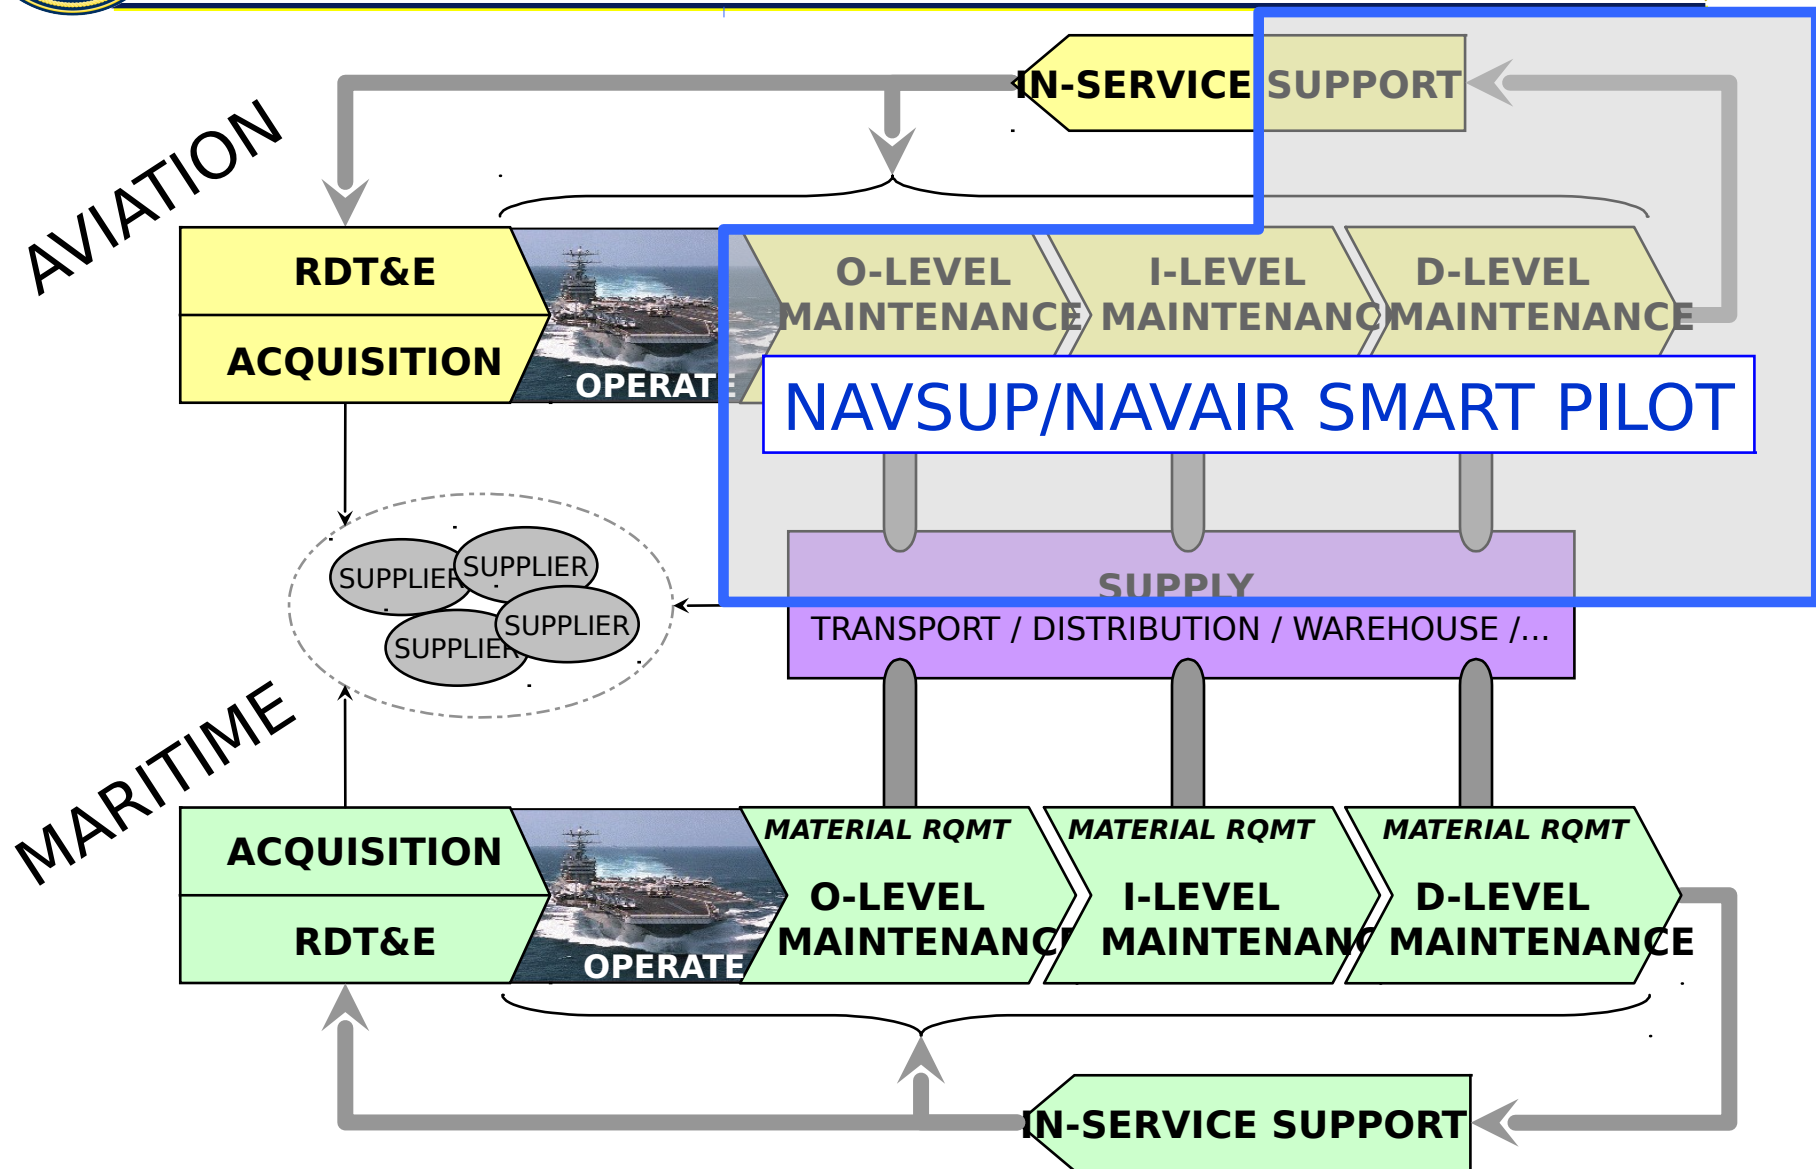 IN-SERVICE SUPPORT
AVIATION
RDT&E
ACQUISITION
OPERATE
O-LEVEL
MAINTENANCE
I-LEVEL
MAINTENANC
D-LEVEL
MAINTENANCE
NAVSUP/NAVAIR SMART PILOT
SUPPLIER
SUPPLIER
SUPPLIER
SUPPLIER
SUPPLY
TRANSPORT / DISTRIBUTION / WAREHOUSE /...
MARITIME
ACQUISITION
RDT&E
OPERATE
MATERIAL RQMT
O-LEVEL
MAINTENANCE
MATERIAL RQMT
I-LEVEL
MAINTENANC
MATERIAL RQMT
D-LEVEL
MAINTENANCE
IN-SERVICE SUPPORT